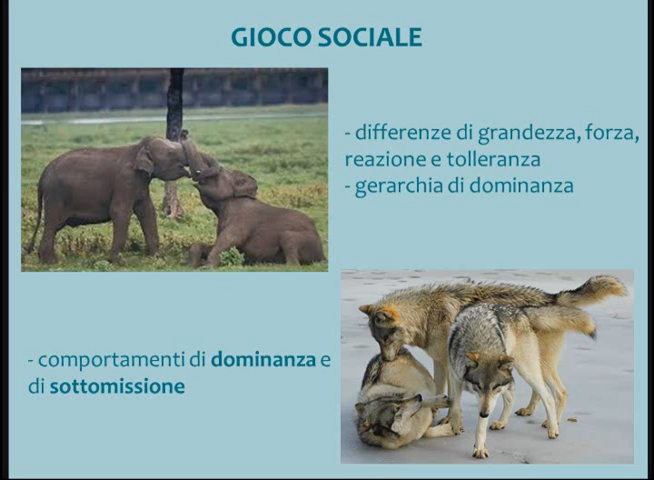 GIOCO SOCIALE
- differenze di grandezza, forza,
reazione e tolleranza
- gerarchia di dominanza
- comportamenti di dominanza e
di sottomissione